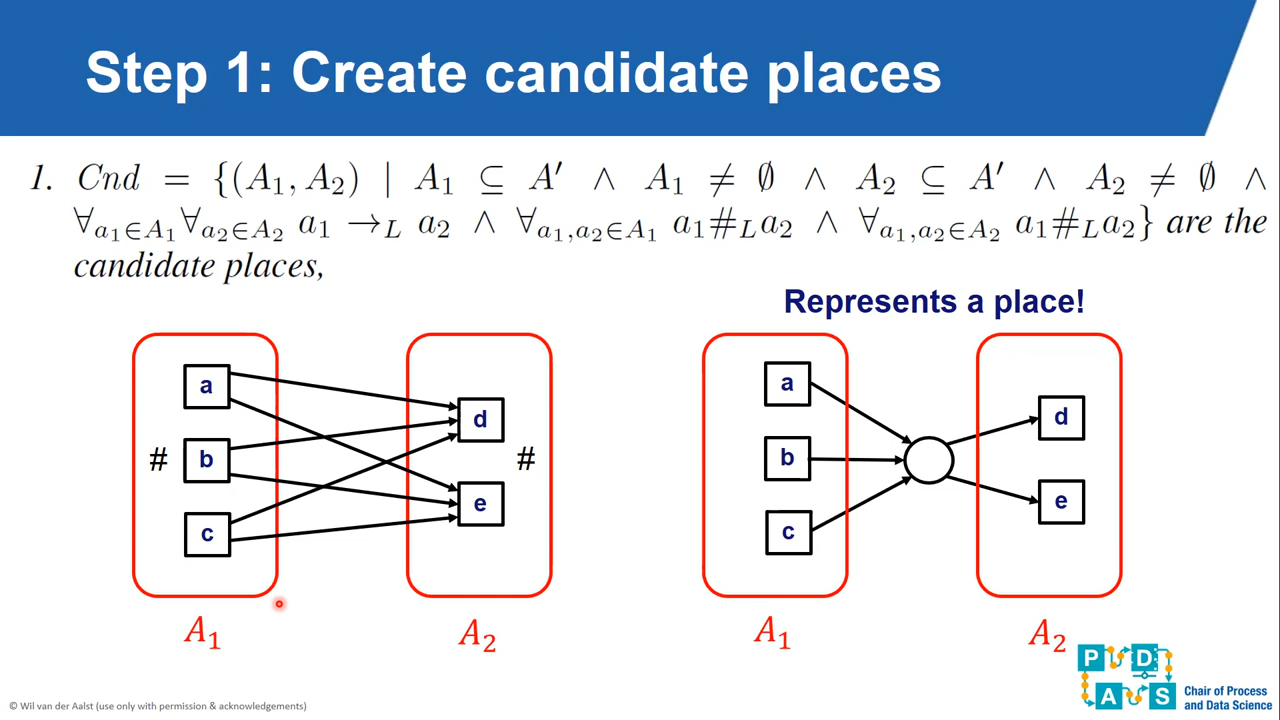 Step 1: Create candidate places
1. Cnd = {(A₁, A₂) | A₁ ⊆ A′ ∧ A₁ ≠ ∅ ∧ A₂ ⊆ A′ ∧ A₂ ≠ ∅ ∧
∀a₁∈A₁ ∀a₂∈A₂ a₁ →L a₂ ∧ ∀a₁,a₂∈A₁ a₁#La₂ ∧ ∀a₁,a₂∈A₂ a₁#La₂} are the
candidate places,
Represents a place!
a
d
# b
#
e
c
A₁
A₂
a
d
b
e
c
A₁
A₂
P D
A S
Chair of Process
and Data Science
© Wil van der Aalst (use only with permission & acknowledgements)